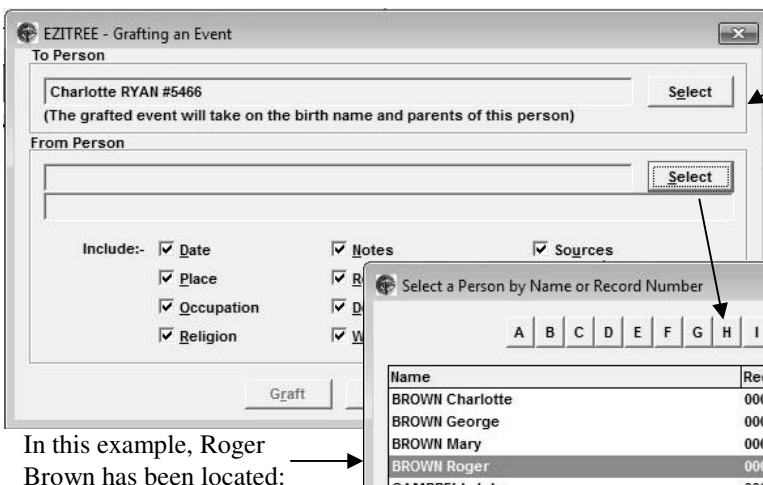 EZITREE - Grafting an Event
To Person
Charlotte RYAN #5466
Select
(The grafted event will take on the birth name and parents of this person)
From Person
Select
Include:- Date Notes Sources
Place
Occupation
Religion
Graft
Select a Person by Name or Record Number
A B C D E F G H I
Name
BROWN Charlotte
BROWN George
BROWN Mary
BROWN Roger
In this example, Roger
Brown has been located: